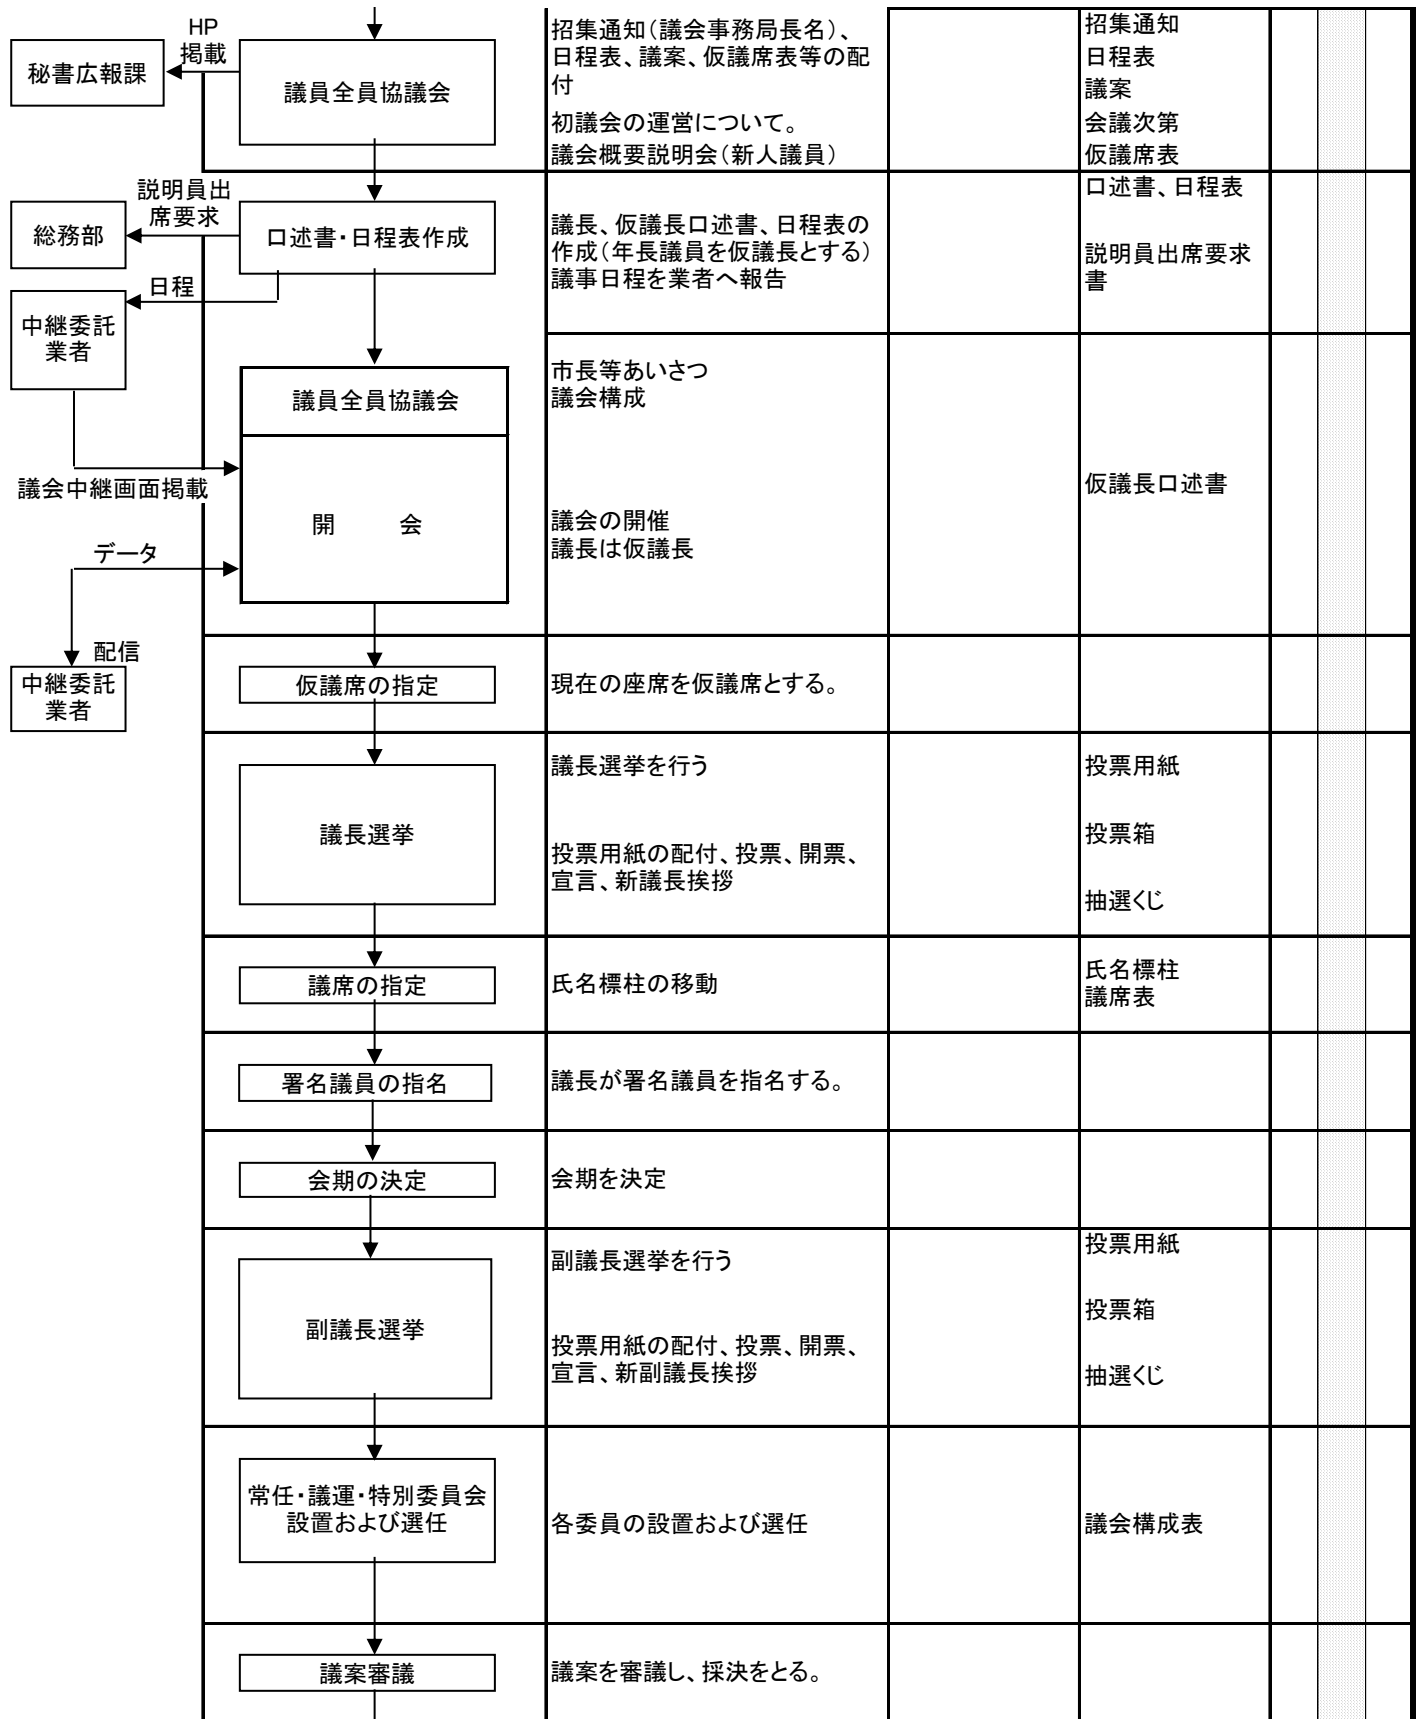 HP
掲載
秘書広報課
議員全員協議会
招集通知（議会事務局長名）、
日程表、議案、仮議席表等の配
付
初議会の運営について。
議会概要説明会（新人議員）
招集通知
日程表
議案
会議次第
仮議席表
説明員出
席要求
総務部
口述書・日程表作成
議長、仮議長口述書、日程表の
作成（年長議員を仮議長とする）
議事日程を業者へ報告
口述書、日程表
説明員出席要求
書
日程
中継委託
業者
議員全員協議会
市長等あいさつ
議会構成
議会中継画面掲載
開　　会
議会の開催
議長は仮議長
仮議長口述書
データ
配信
中継委託
業者
仮議席の指定
現在の座席を仮議席とする。
議長選挙
議長選挙を行う
投票用紙の配付、投票、開票、
宣言、新議長挨拶
投票用紙
投票箱
抽選くじ
議席の指定
氏名標柱の移動
氏名標柱
議席表
署名議員の指名
議長が署名議員を指名する。
会期の決定
会期を決定
副議長選挙
副議長選挙を行う
投票用紙の配付、投票、開票、
宣言、新副議長挨拶
投票用紙
投票箱
抽選くじ
常任・議運・特別委員会
設置および選任
各委員の設置および選任
議会構成表
議案審議
議案を審議し、採決をとる。